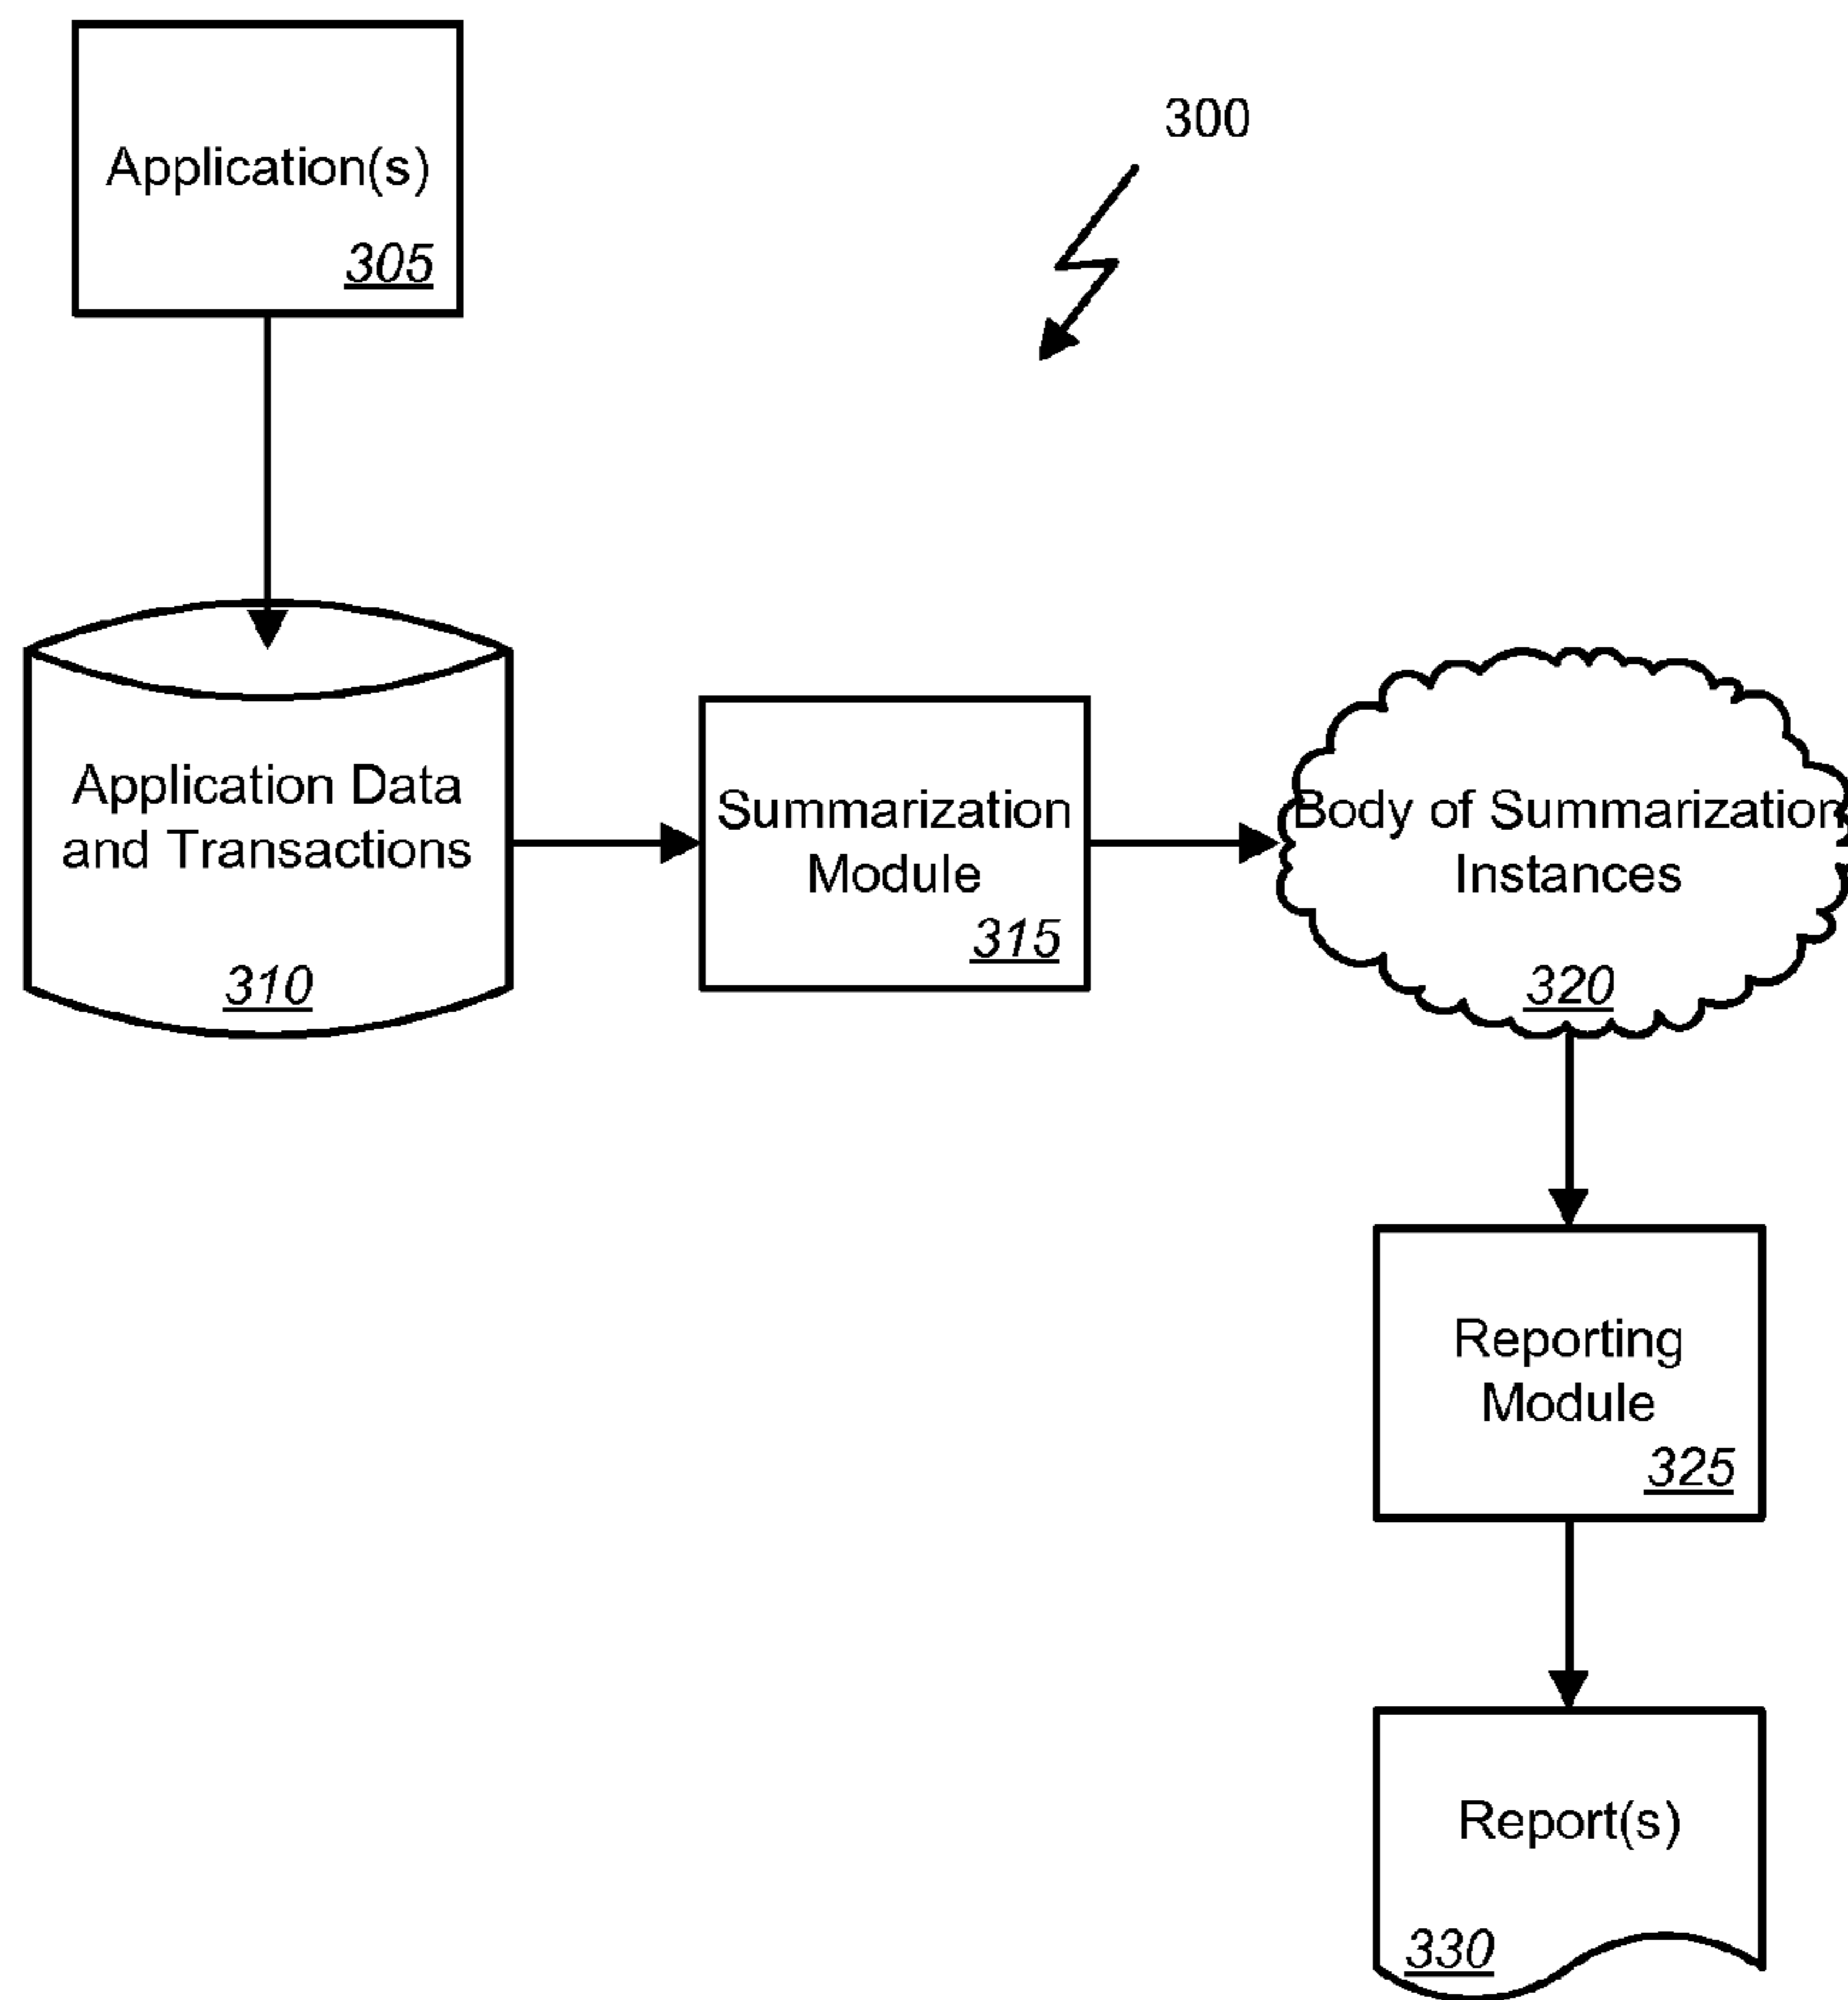 Application(s)
305
300
Application Data
and Transactions
310
Summarization
Module
315
Body of Summarization
Instances
320
Reporting
Module
325
Report(s)
330